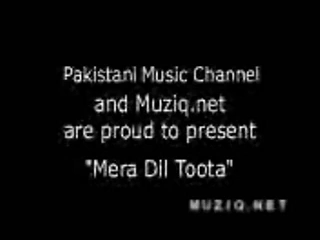 Pakistani Music Channel
and Muziq.net
are proud to present
"Mera Dil Toota"
MUZIQ.NET